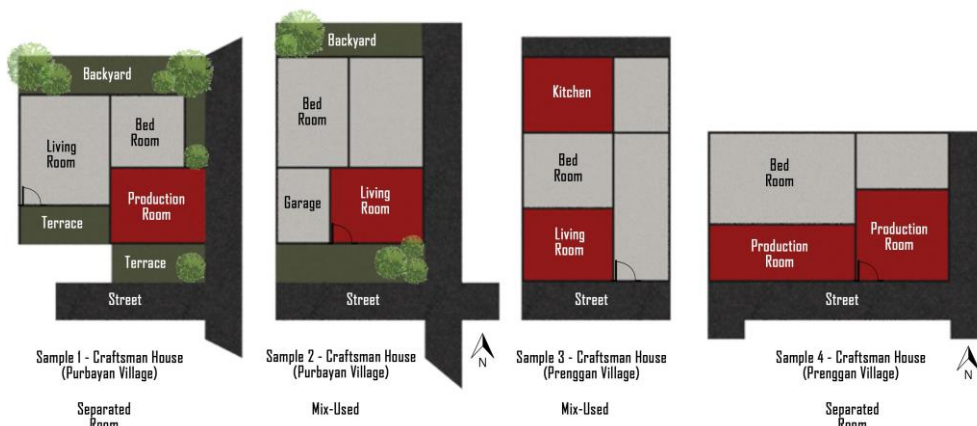 Backyard
Living
Room
Bed
Room
Production
Room
Terrace
Terrace
Street
Sample 1 - Craftsman House
(Purbayan Village)
Separated
Room
Backyard
Bed
Room
Garage
Living
Room
Street
Sample 2 - Craftsman House
(Purbayan Village)
Mix-Used
N
Kitchen
Bed
Room
Living
Room
Street
Sample 3 - Craftsman House
(Prenggan Village)
Mix-Used
Bed
Room
Production
Room
Production
Room
Street
Sample 4 - Craftsman House
(Prenggan Village)
Separated
Room
N